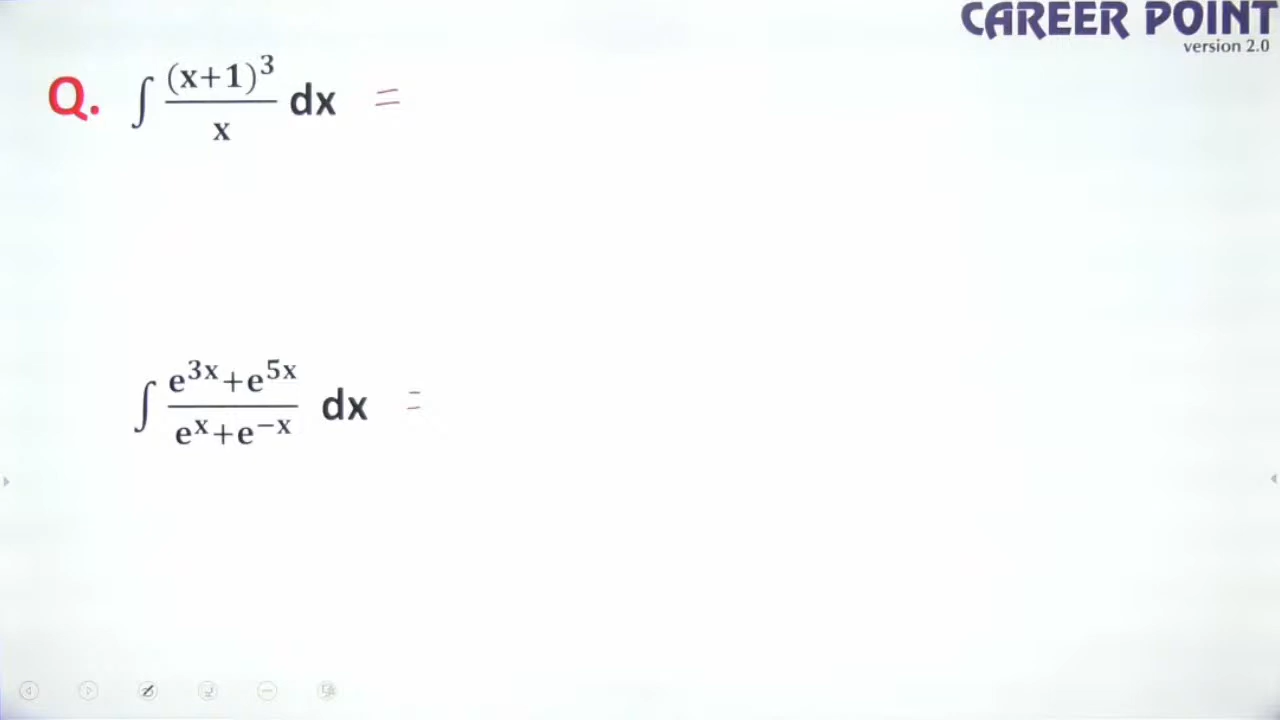 CAREER POINT
version 2.0
Q. ∫ (x+1)³/x dx =
∫ (e³ˣ+e⁵ˣ)/(eˣ+e⁻ˣ) dx =